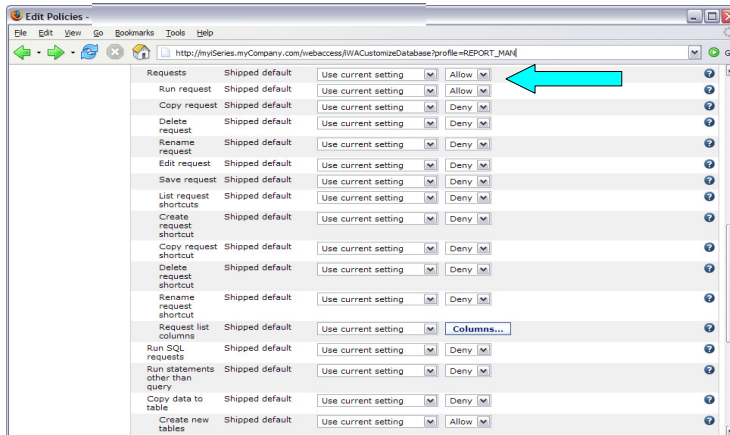 Edit Policies -
File Edit View Go Bookmarks Tools Help
http://myiSeries.myCompany.com/webaccess/iWACustomizeDatabase?profile=REPORT_MAN
G
Requests Shipped default Use current setting Allow
Run request Shipped default Use current setting Allow
Copy request Shipped default Use current setting Deny
Delete Shipped default Use current setting Deny
request
Rename Shipped default Use current setting Deny
request
Edit request Shipped default Use current setting Deny
Save request Shipped default Use current setting Deny
List request Shipped default Use current setting Deny
shortcuts
Create Shipped default Use current setting Deny
request
shortcut
Copy request Shipped default Use current setting Deny
shortcut
Delete Shipped default Use current setting Deny
request
shortcut
Rename Shipped default Use current setting Deny
request
shortcut
Request list Shipped default Use current setting Columns...
columns
Run SQL Shipped default Use current setting Deny
requests
Run statements Shipped default Use current setting Deny
other than
query
Copy data to Shipped default Use current setting Deny
table
Create new Shipped default Use current setting Allow
tables